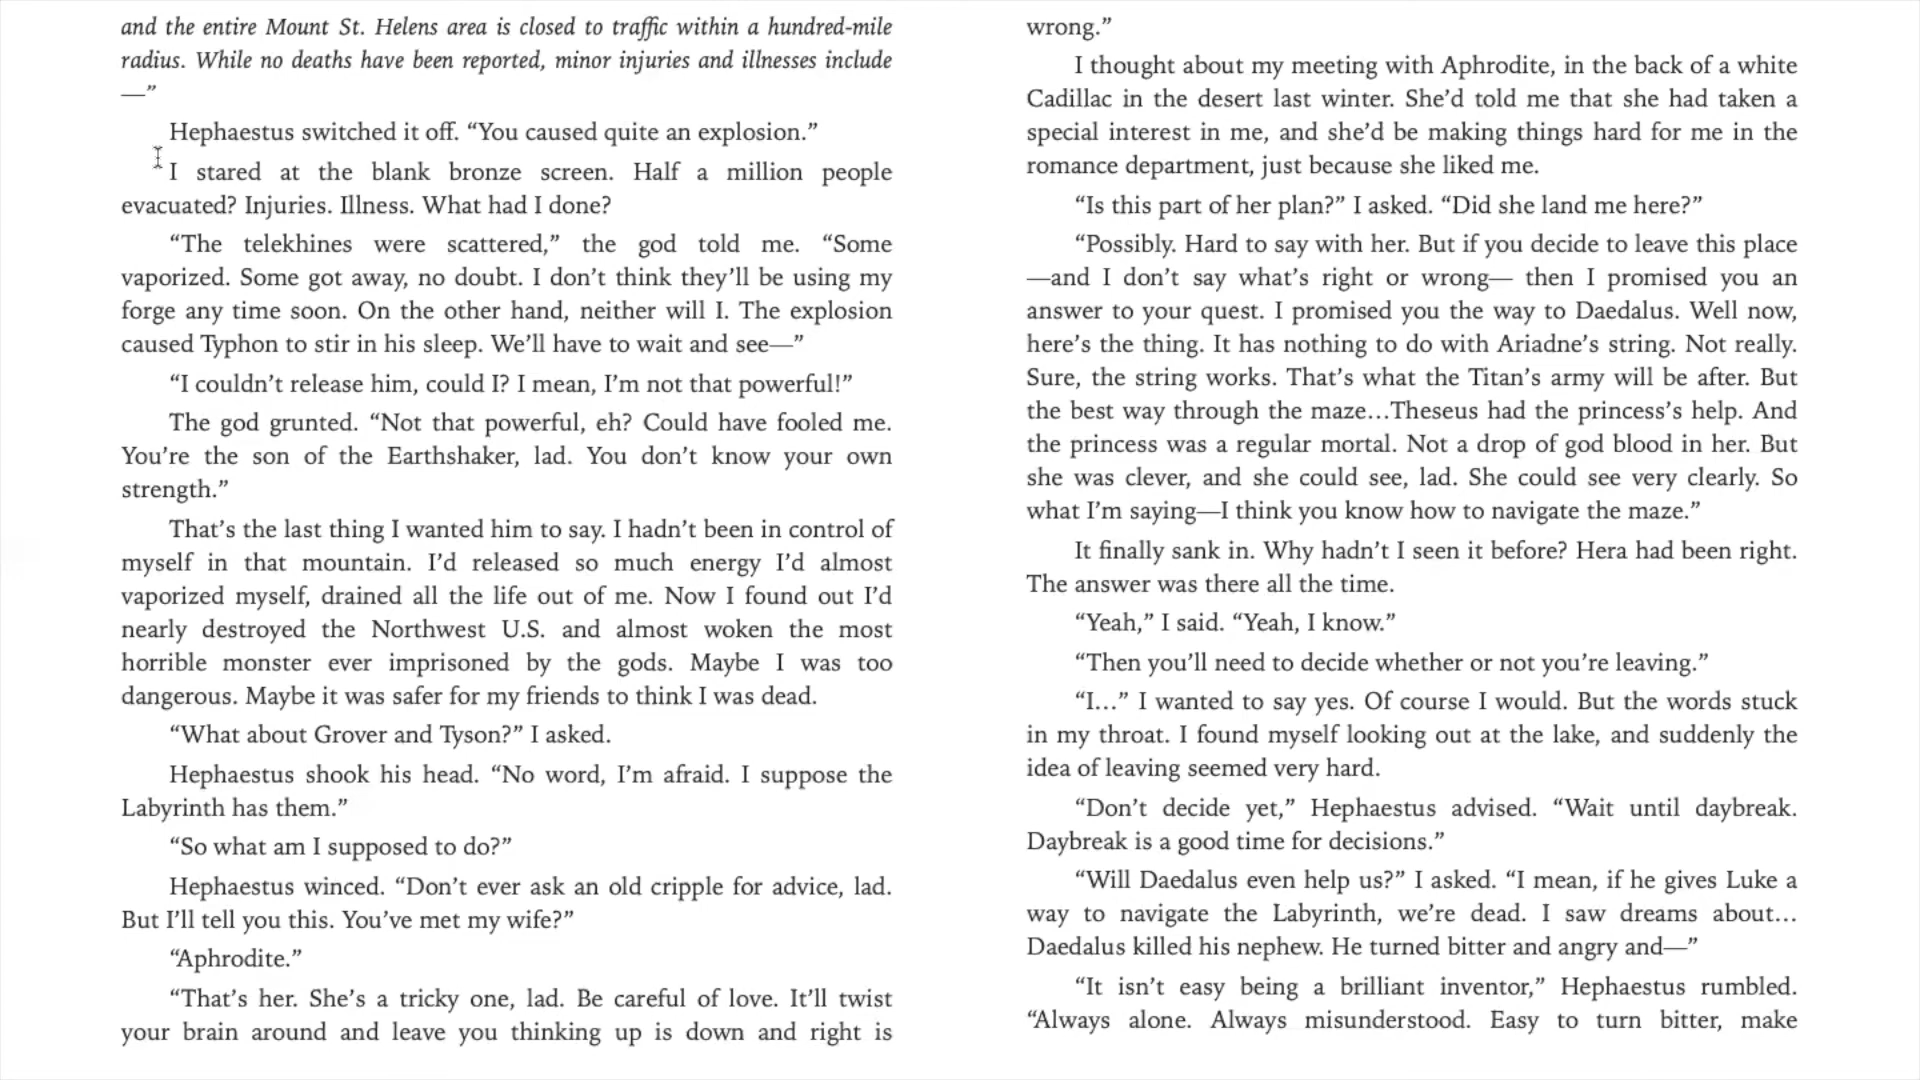 and the entire Mount St. Helens area is closed to traffic within a hundred-mile
radius. While no deaths have been reported, minor injuries and illnesses include
—”
Hephaestus switched it off. “You caused quite an explosion.”
I stared at the blank bronze screen. Half a million people
evacuated? Injuries. Illness. What had I done?
“The telekhines were scattered,” the god told me. “Some
vaporized. Some got away, no doubt. I don’t think they’ll be using my
forge any time soon. On the other hand, neither will I. The explosion
caused Typhon to stir in his sleep. We’ll have to wait and see—”
“I couldn’t release him, could I? I mean, I’m not that powerful!”
The god grunted. “Not that powerful, eh? Could have fooled me.
You’re the son of the Earthshaker, lad. You don’t know your own
strength.”
That’s the last thing I wanted him to say. I hadn’t been in control of
myself in that mountain. I’d released so much energy I’d almost
vaporized myself, drained all the life out of me. Now I found out I’d
nearly destroyed the Northwest U.S. and almost woken the most
horrible monster ever imprisoned by the gods. Maybe I was too
dangerous. Maybe it was safer for my friends to think I was dead.
“What about Grover and Tyson?” I asked.
Hephaestus shook his head. “No word, I’m afraid. I suppose the
Labyrinth has them.”
“So what am I supposed to do?”
Hephaestus winced. “Don’t ever ask an old cripple for advice, lad.
But I’ll tell you this. You’ve met my wife?”
“Aphrodite.”
“That’s her. She’s a tricky one, lad. Be careful of love. It’ll twist
your brain around and leave you thinking up is down and right is
wrong.”
I thought about my meeting with Aphrodite, in the back of a white
Cadillac in the desert last winter. She’d told me that she had taken a
special interest in me, and she’d be making things hard for me in the
romance department, just because she liked me.
“Is this part of her plan?” I asked. “Did she land me here?”
“Possibly. Hard to say with her. But if you decide to leave this place
—and I don’t say what’s right or wrong— then I promised you an
answer to your quest. I promised you the way to Daedalus. Well now,
here’s the thing. It has nothing to do with Ariadne’s string. Not really.
Sure, the string works. That’s what the Titan’s army will be after. But
the best way through the maze…Theseus had the princess’s help. And
the princess was a regular mortal. Not a drop of god blood in her. But
she was clever, and she could see, lad. She could see very clearly. So
what I’m saying—I think you know how to navigate the maze.”
It finally sank in. Why hadn’t I seen it before? Hera had been right.
The answer was there all the time.
“Yeah,” I said. “Yeah, I know.”
“Then you’ll need to decide whether or not you’re leaving.”
“I…” I wanted to say yes. Of course I would. But the words stuck
in my throat. I found myself looking out at the lake, and suddenly the
idea of leaving seemed very hard.
“Don’t decide yet,” Hephaestus advised. “Wait until daybreak.
Daybreak is a good time for decisions.”
“Will Daedalus even help us?” I asked. “I mean, if he gives Luke a
way to navigate the Labyrinth, we’re dead. I saw dreams about…
Daedalus killed his nephew. He turned bitter and angry and—”
“It isn’t easy being a brilliant inventor,” Hephaestus rumbled.
“Always alone. Always misunderstood. Easy to turn bitter, make